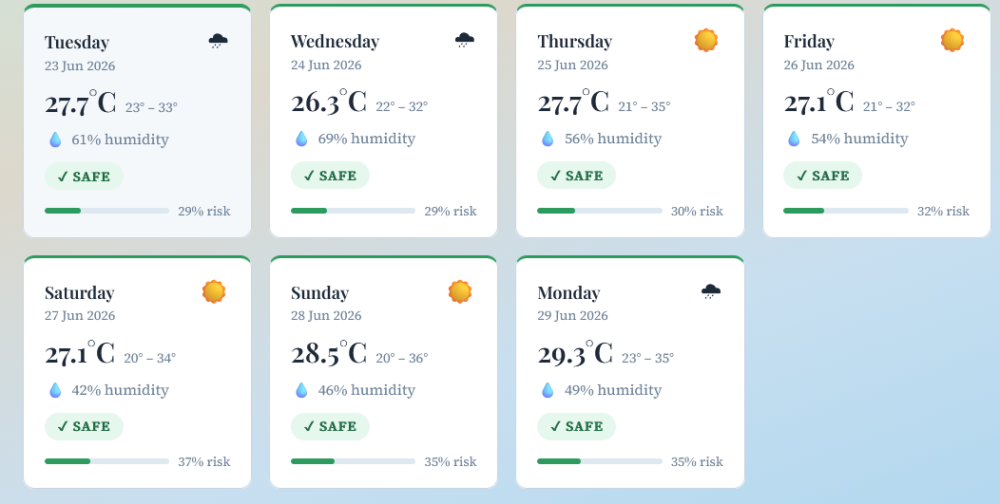 Tuesday
23 Jun 2026
27.7°C 23° – 33°
61% humidity
✓ SAFE
29% risk
Wednesday
24 Jun 2026
26.3°C 22° – 32°
69% humidity
✓ SAFE
29% risk
Thursday
25 Jun 2026
27.7°C 21° – 35°
56% humidity
✓ SAFE
30% risk
Friday
26 Jun 2026
27.1°C 21° – 32°
54% humidity
✓ SAFE
32% risk
Saturday
27 Jun 2026
27.1°C 20° – 34°
42% humidity
✓ SAFE
37% risk
Sunday
28 Jun 2026
28.5°C 20° – 36°
46% humidity
✓ SAFE
35% risk
Monday
29 Jun 2026
29.3°C 23° – 35°
49% humidity
✓ SAFE
35% risk